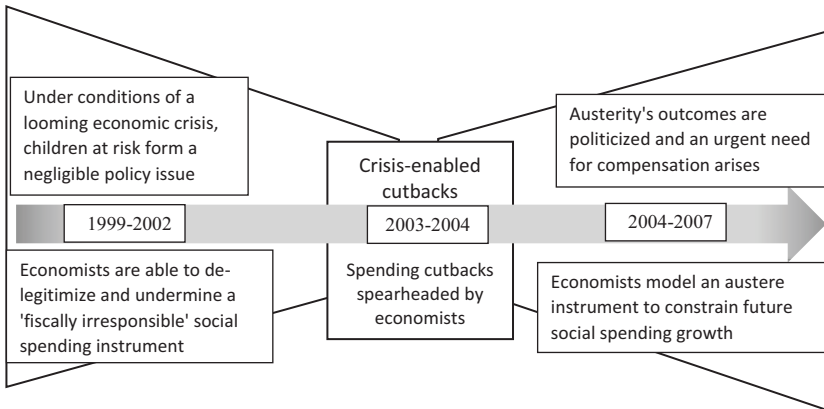 Under conditions of a
looming economic crisis,
children at risk form a
negligible policy issue
1999-2002
Economists are able to de-
legitimize and undermine a
'fiscally irresponsible' social
spending instrument
Crisis-enabled
cutbacks
2003-2004
Spending cutbacks
spearheaded by
economists
Austerity's outcomes are
politicized and an urgent need
for compensation arises
2004-2007
Economists model an austere
instrument to constrain future
social spending growth